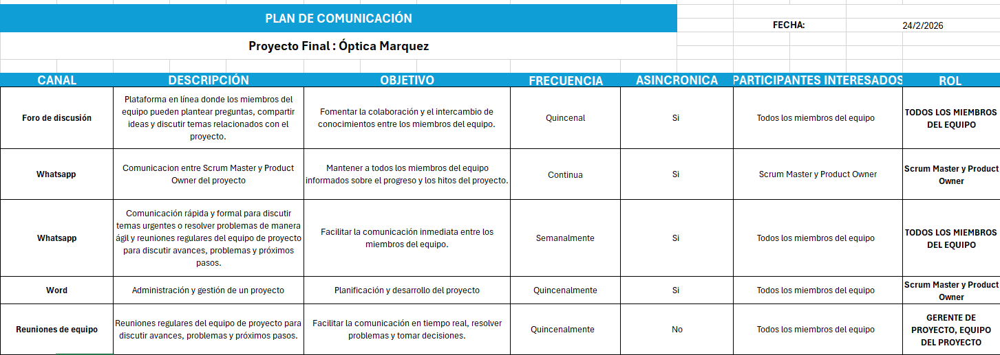 PLAN DE COMUNICACIÓN
FECHA:
24/2/2026
Proyecto Final : Óptica Marquez
CANAL
DESCRIPCIÓN
OBJETIVO
FRECUENCIA
ASINCRONICA
PARTICIPANTES INTERESADOS
ROL
Foro de discusión
Plataforma en línea donde los miembros del
equipo pueden plantear preguntas, compartir
ideas y discutir temas relacionados con el
proyecto.
Fomentar la colaboración y el intercambio de
conocimientos entre los miembros del equipo.
Quincenal
Si
Todos los miembros del equipo
TODOS LOS MIEMBROS
DEL EQUIPO
Whatsapp
Comunicacion entre Scrum Master y Product
Owner del proyecto
Mantener a todos los miembros del equipo
informados sobre el progreso y los hitos del proyecto.
Continua
Si
Scrum Master y Product Owner
Scrum Master y Product
Owner
Whatsapp
Comunicación rápida y formal para discutir
temas urgentes o resolver problemas de manera
ágil y reuniones regulares del equipo de proyecto
para discutir avances, problemas y próximos
pasos.
Facilitar la comunicación inmediata entre los
miembros del equipo.
Semanalmente
Si
Todos los miembros del equipo
TODOS LOS MIEMBROS
DEL EQUIPO
Word
Administración y gestión de un proyecto
Planificación y desarrollo del proyecto
Quincenalmente
Si
Todos los miembros del equipo
Scrum Master y Product
Owner
Reuniones de equipo
Reuniones regulares del equipo de proyecto para
discutir avances, problemas y próximos pasos.
Facilitar la comunicación en tiempo real, resolver
problemas y tomar decisiones.
Quincenalmente
No
Todos los miembros del equipo
GERENTE DE
PROYECTO, EQUIPO
DEL PROYECTO